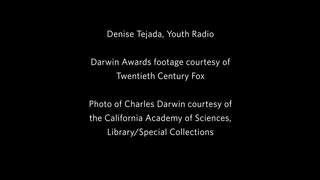 Denise Tejada, Youth Radio
Darwin Awards footage courtesy of
Twentieth Century Fox
Photo of Charles Darwin courtesy of
the California Academy of Sciences,
Library/Special Collections